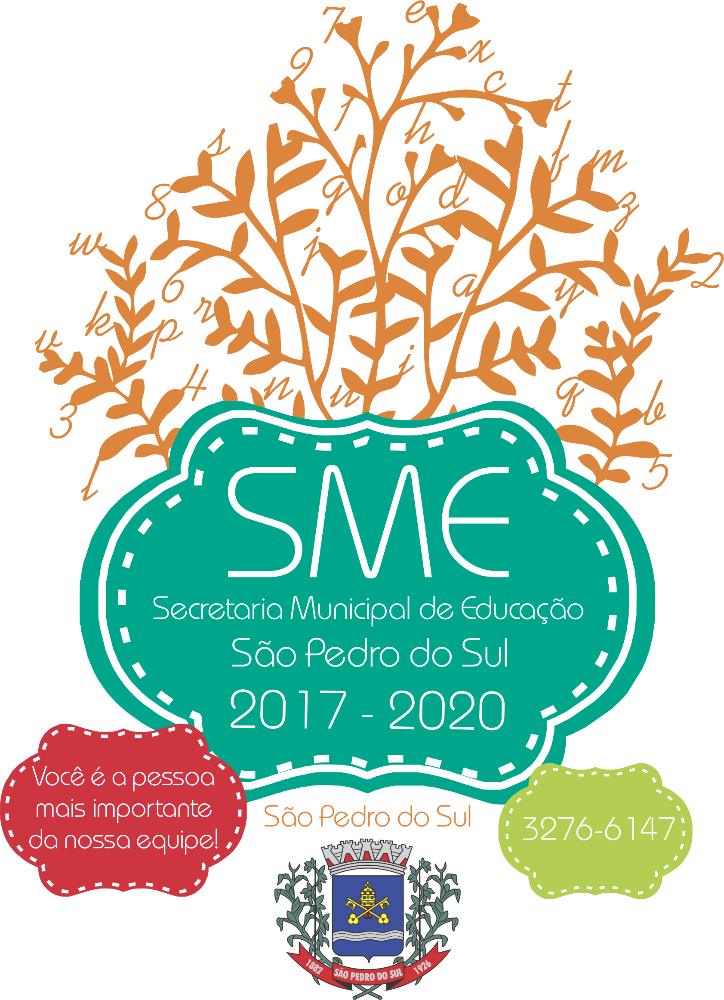 SME
Secretaria Municipal de Educação
São Pedro do Sul
2017 - 2020
Você é a pessoa
mais importante
da nossa equipe!
São Pedro do Sul
3276-6147
1882
SÃO PEDRO DO SUL
1926